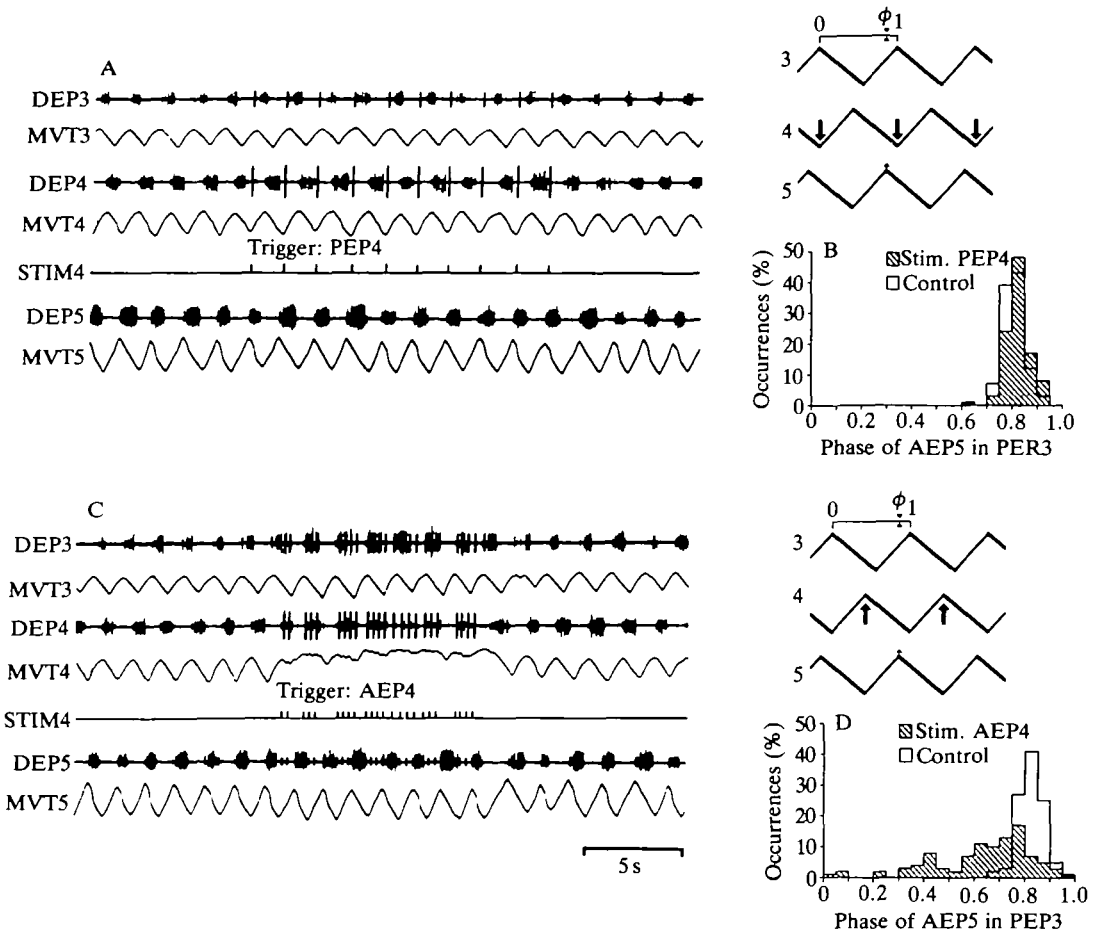 A
DEP3
MVT3
DEP4
MVT4
Trigger: PEP4
STIM4
DEP5
MVT5
0 ϕ 1
3
4
5
B
Stim. PEP4
Control
Occurrences (%)
50
40
30
20
10
0
0 0.2 0.4 0.6 0.8 1.0
Phase of AEP5 in PER3
C
DEP3
MVT3
DEP4
MVT4
Trigger: AEP4
STIM4
DEP5
MVT5
5 s
0 ϕ 1
3
4
5
D
Stim. AEP4
Control
Occurrences (%)
50
40
30
20
10
0
0 0.2 0.4 0.6 0.8 1.0
Phase of AEP5 in PEP3